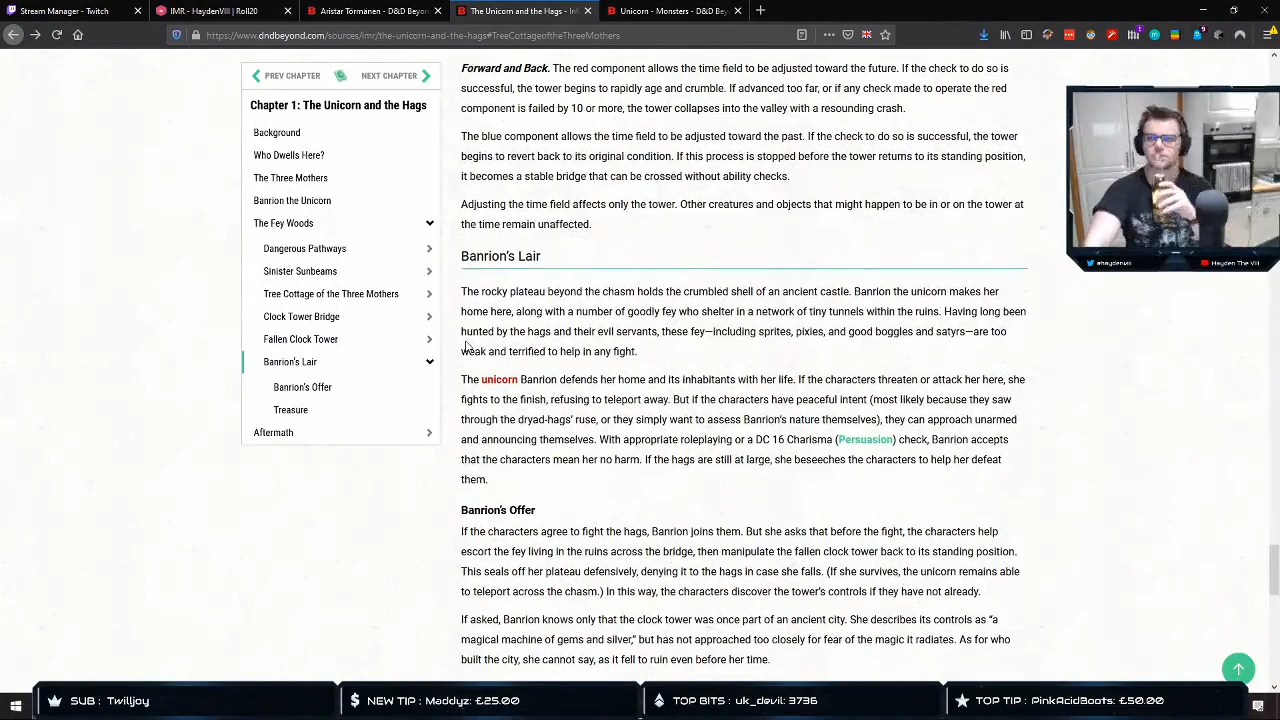 Stream Manager - Twitch
IMR - HaydenVIII | Roll20
Aristar Törmänen - D&D Beyon
The Unicorn and the Hags - Inf
Unicorn - Monsters - D&D Bey
https://www.dndbeyond.com/sources/imr/the-unicorn-and-the-hags#TreeCottageoftheThreeMothers
PREV CHAPTER
NEXT CHAPTER
Chapter 1: The Unicorn and the Hags
Background
Who Dwells Here?
The Three Mothers
Banrion the Unicorn
The Fey Woods
Dangerous Pathways
Sinister Sunbeams
Tree Cottage of the Three Mothers
Clock Tower Bridge
Fallen Clock Tower
Banrion's Lair
Banrion's Offer
Treasure
Aftermath
Forward and Back. The red component allows the time field to be adjusted toward the future. If the check to do so is
successful, the tower begins to rapidly age and crumble. If advanced too far, or if any check made to operate the red
component is failed by 10 or more, the tower collapses into the valley with a resounding crash.
The blue component allows the time field to be adjusted toward the past. If the check to do so is successful, the tower
begins to revert back to its original condition. If this process is stopped before the tower returns to its standing position,
it becomes a stable bridge that can be crossed without ability checks.
Adjusting the time field affects only the tower. Other creatures and objects that might happen to be in or on the tower at
the time remain unaffected.
Banrion's Lair
The rocky plateau beyond the chasm holds the crumbled shell of an ancient castle. Banrion the unicorn makes her
home here, along with a number of goodly fey who shelter in a network of tiny tunnels within the ruins. Having long been
hunted by the hags and their evil servants, these fey—including sprites, pixies, and good boggles and satyrs—are too
weak and terrified to help in any fight.
The unicorn Banrion defends her home and its inhabitants with her life. If the characters threaten or attack her here, she
fights to the finish, refusing to teleport away. But if the characters have peaceful intent (most likely because they saw
through the dryad-hags' ruse, or they simply want to assess Banrion's nature themselves), they can approach unarmed
and announcing themselves. With appropriate roleplaying or a DC 16 Charisma (Persuasion) check, Banrion accepts
that the characters mean her no harm. If the hags are still at large, she beseeches the characters to help her defeat
them.
Banrion's Offer
If the characters agree to fight the hags, Banrion joins them. But she asks that before the fight, the characters help
escort the fey living in the ruins across the bridge, then manipulate the fallen clock tower back to its standing position.
This seals off her plateau defensively, denying it to the hags in case she falls. (If she survives, the unicorn remains able
to teleport across the chasm.) In this way, the characters discover the tower's controls if they have not already.
If asked, Banrion knows only that the clock tower was once part of an ancient city. She describes its controls as “a
magical machine of gems and silver,” but has not approached too closely for fear of the magic it radiates. As for who
built the city, she cannot say, as it fell to ruin even before her time.
@haydenviii
Hayden The VIII
SUB : Twilljoy
NEW TIP : Maddyz: £25.00
TOP BITS : uk_devil: 3736
TOP TIP : PinkAcidBoots: £50.00